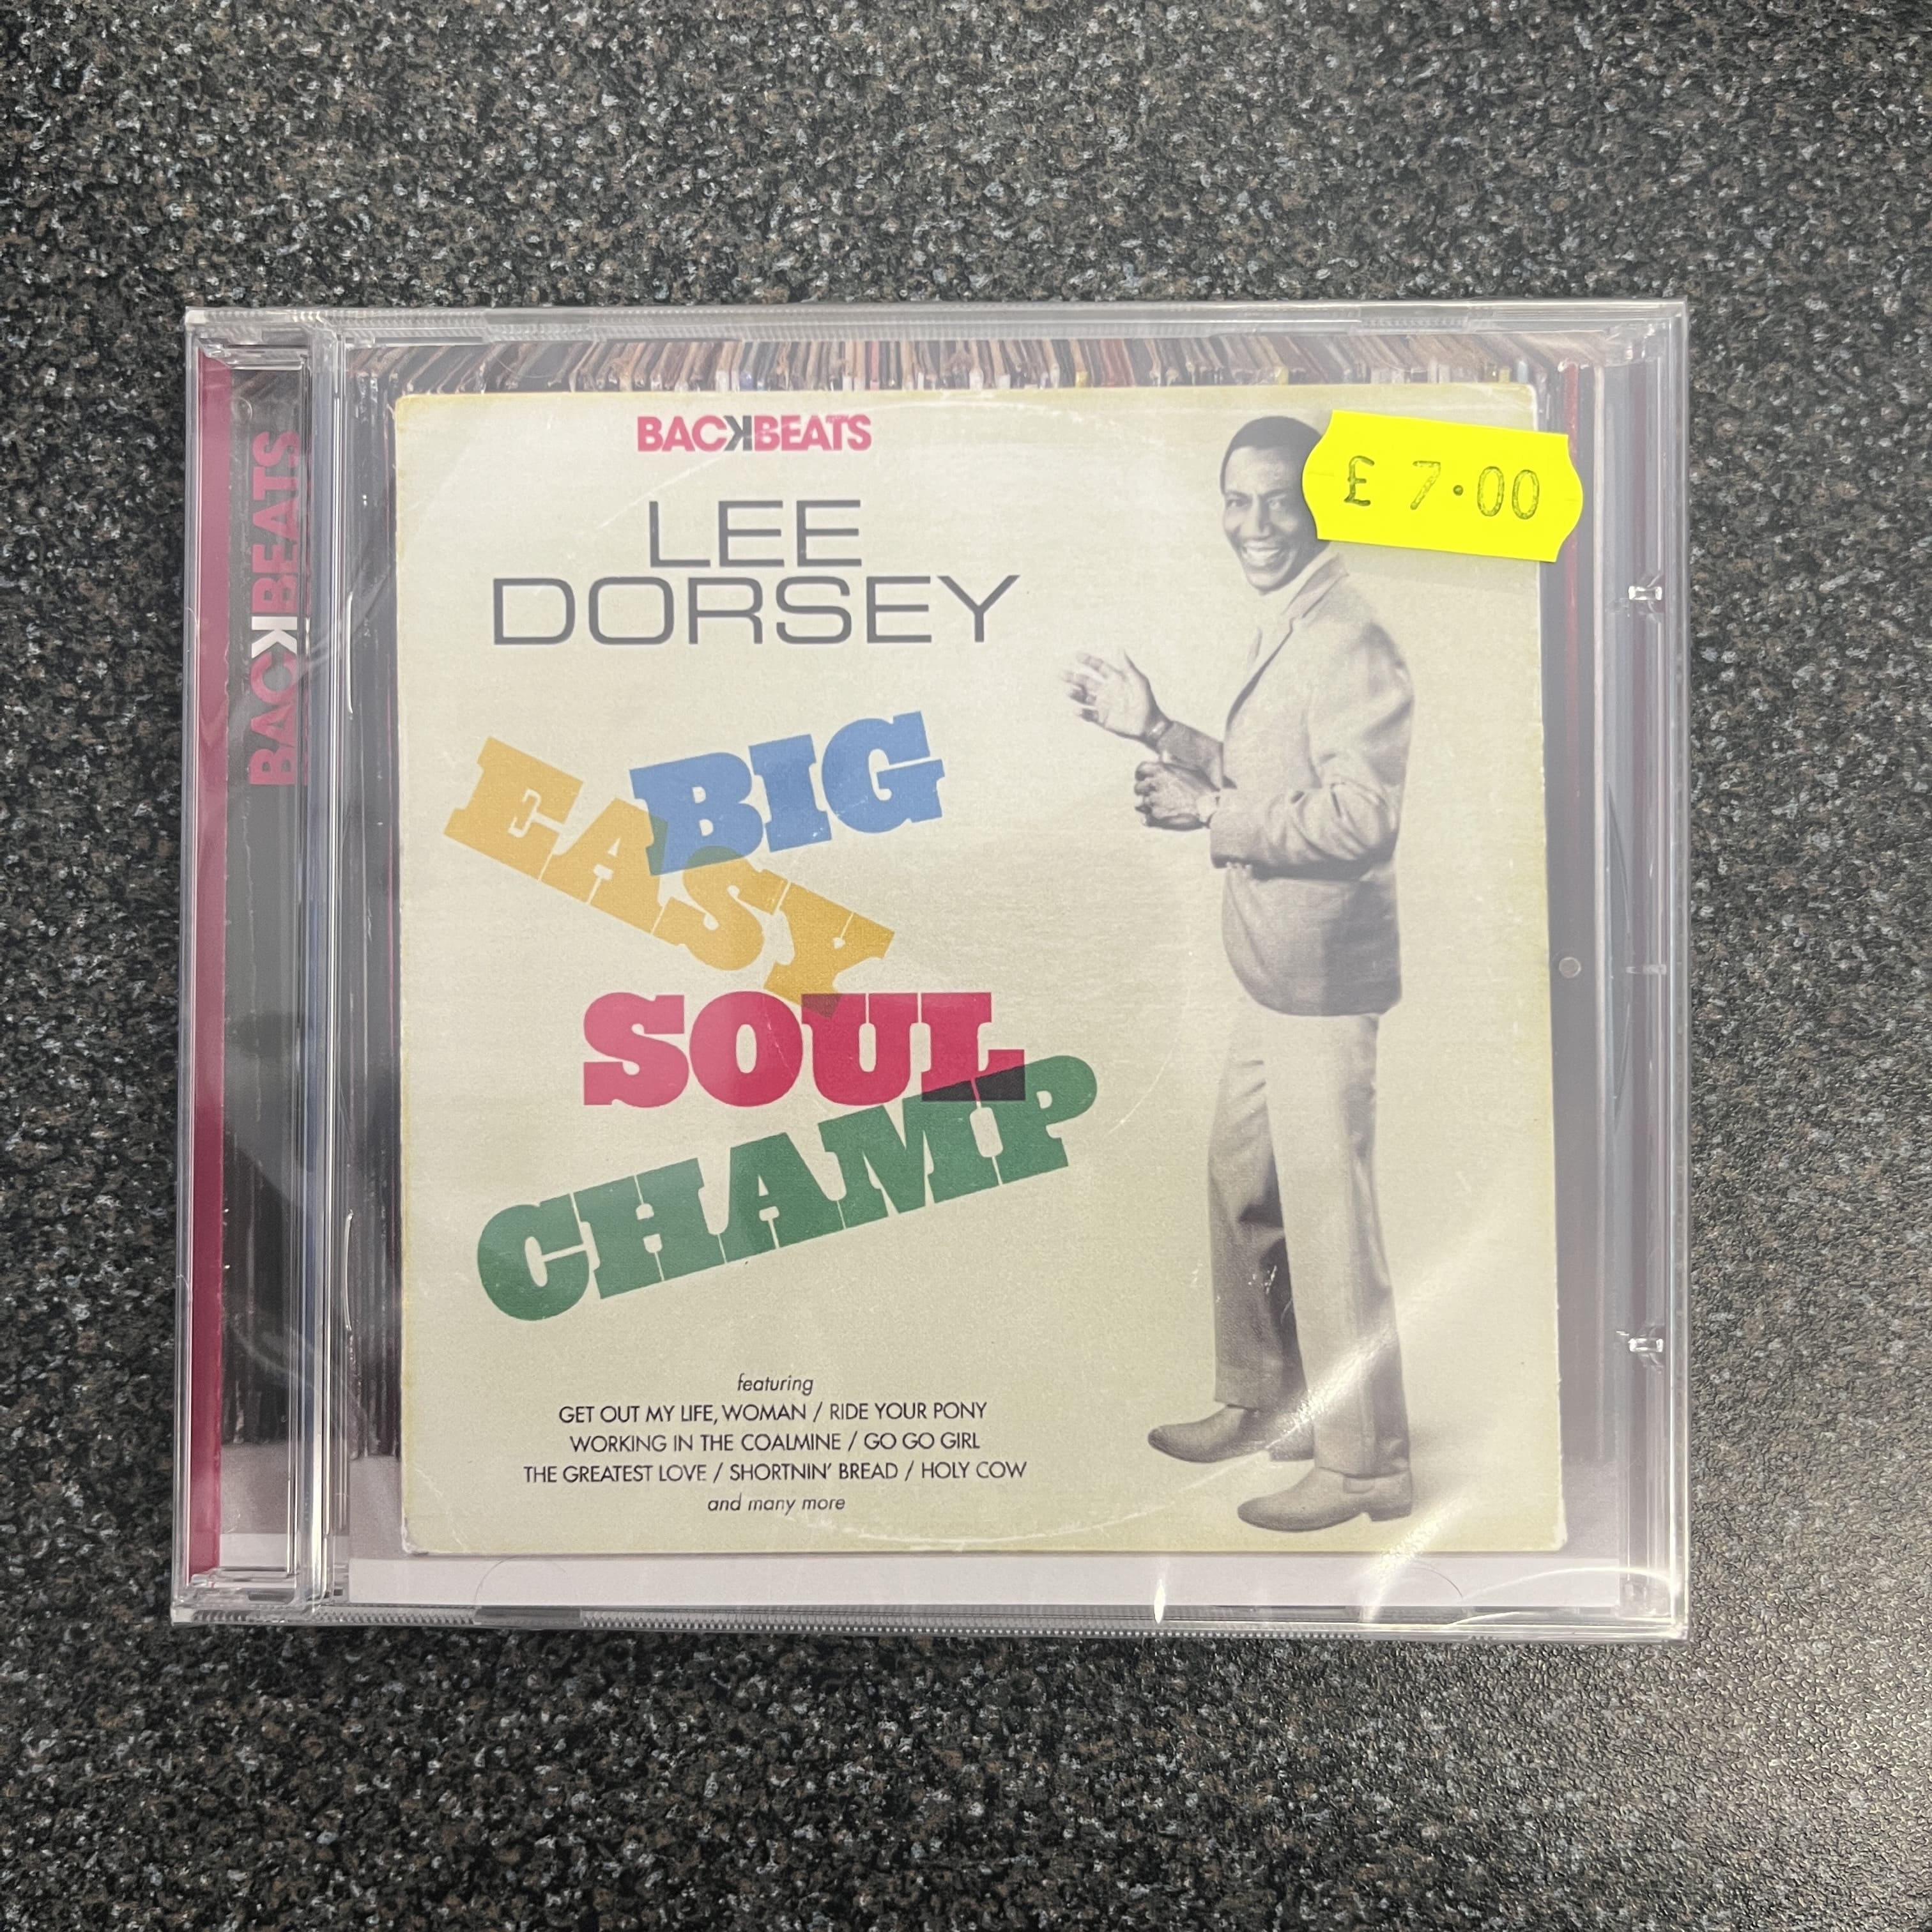 BACKBEATS
BACKBEATS
£ 7.00
LEE
DORSEY
BIG
EASY
SOUL
CHAMP
featuring
GET OUT MY LIFE, WOMAN / RIDE YOUR PONY
WORKING IN THE COALMINE / GO GO GIRL
THE GREATEST LOVE / SHORTNIN' BREAD / HOLY COW
and many more